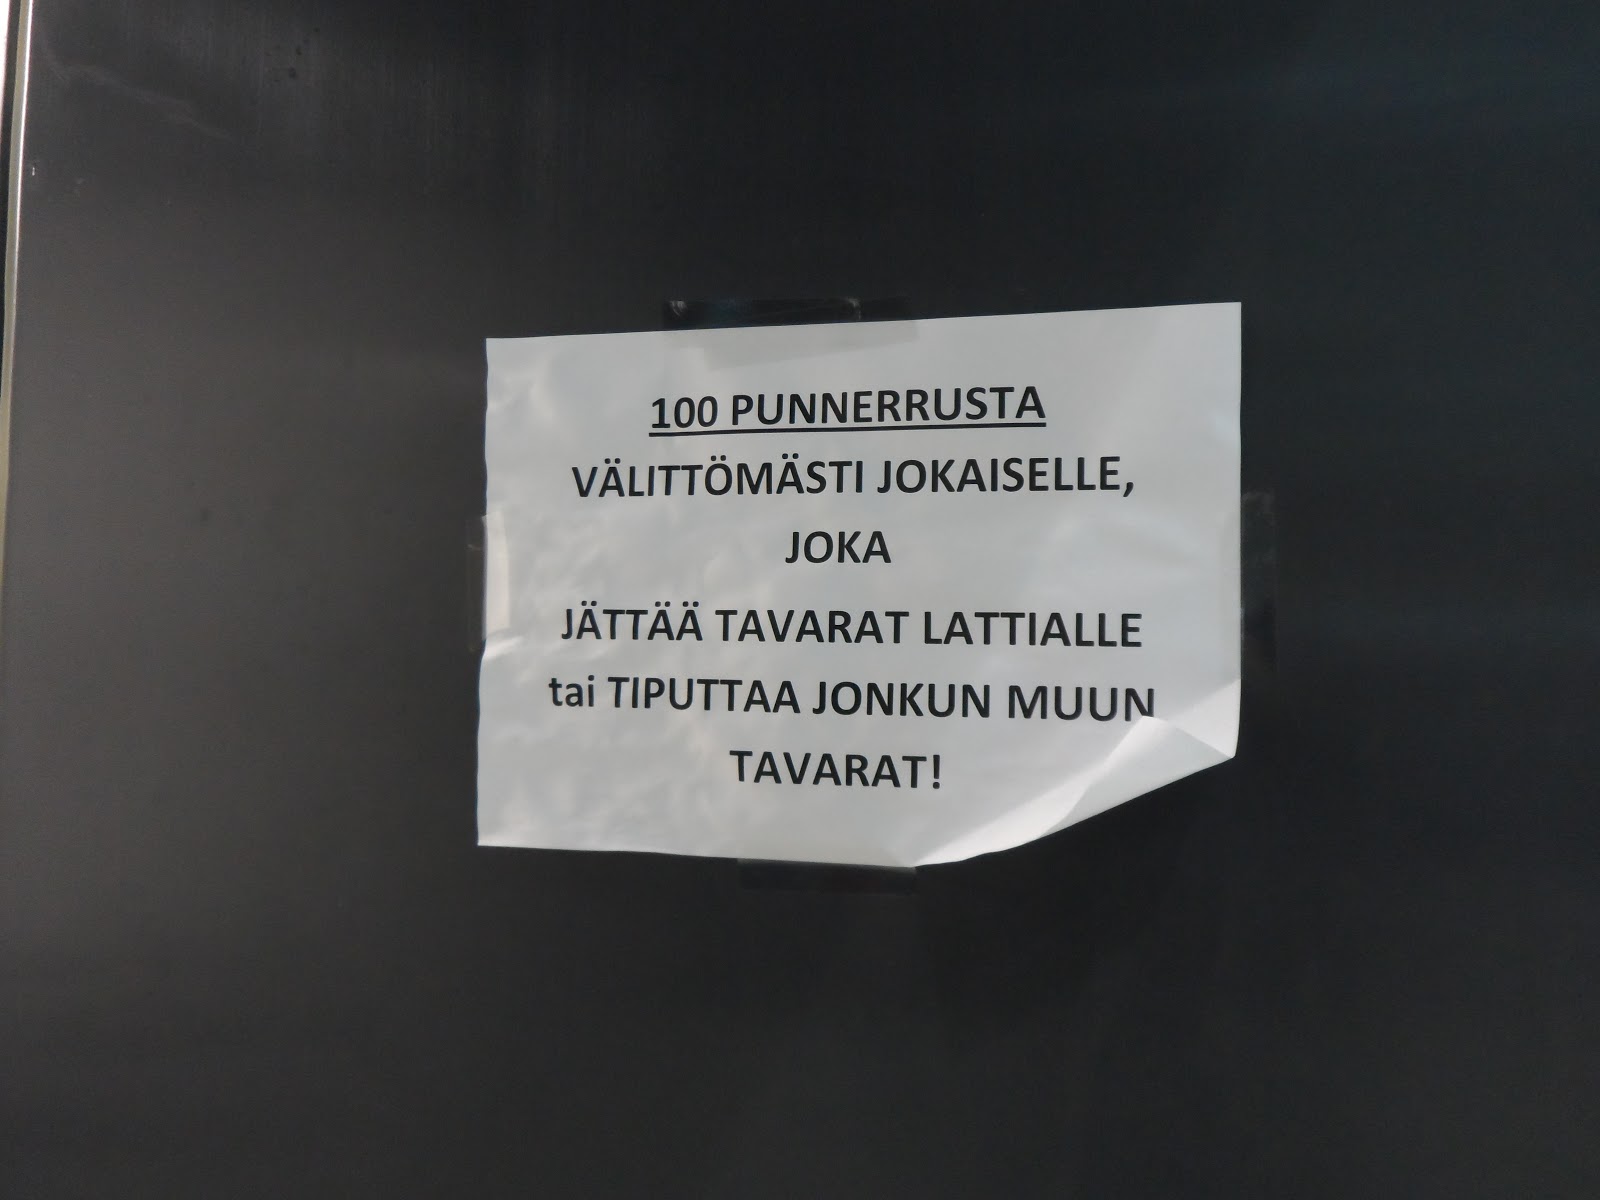 100 PUNNERRUSTA
VÄLITTÖMÄSTI JOKAISELLE,
JOKA
JÄTTÄÄ TAVARAT LATTIALLE
tai TIPUTTAA JONKUN MUUN
TAVARAT!